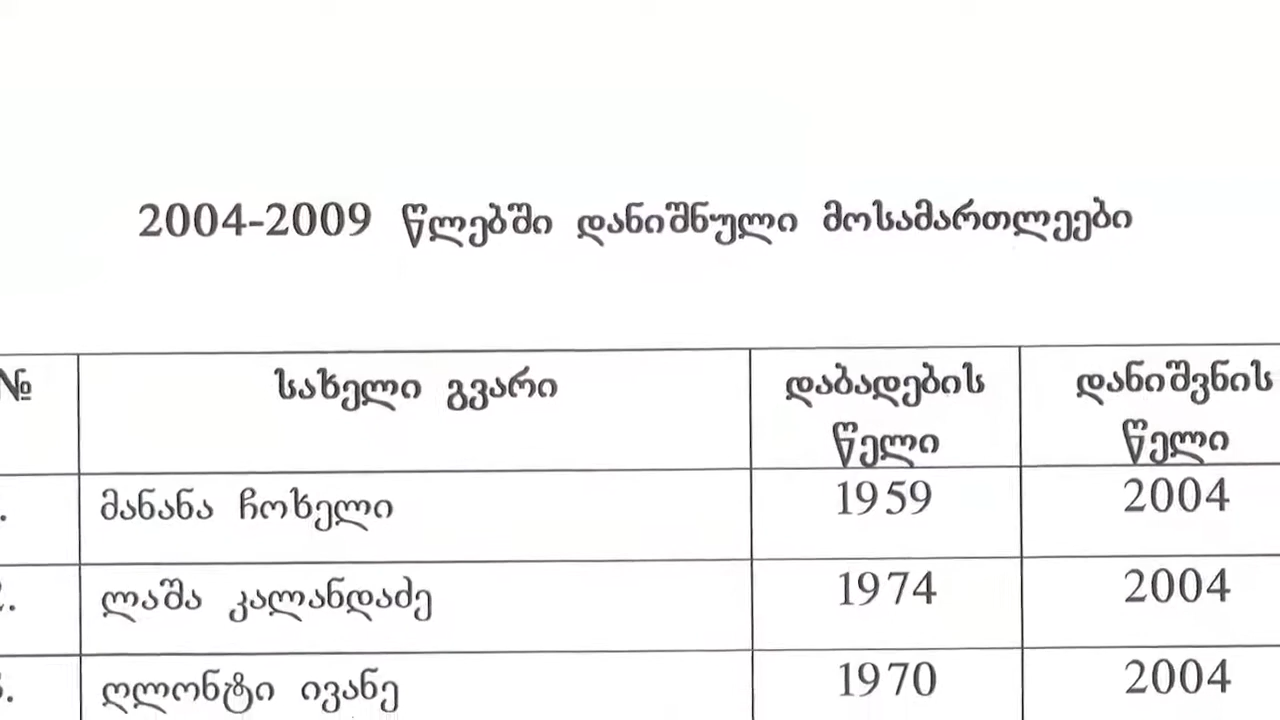 2004-2009 წლებში დანიშნული მოსამართლეები
№ სახელი გვარი დაბადების წელი დანიშვნის წელი
მანანა ჩოხელი 1959 2004
ლაშა კალანდაძე 1974 2004
ღლონტი ივანე 1970 2004